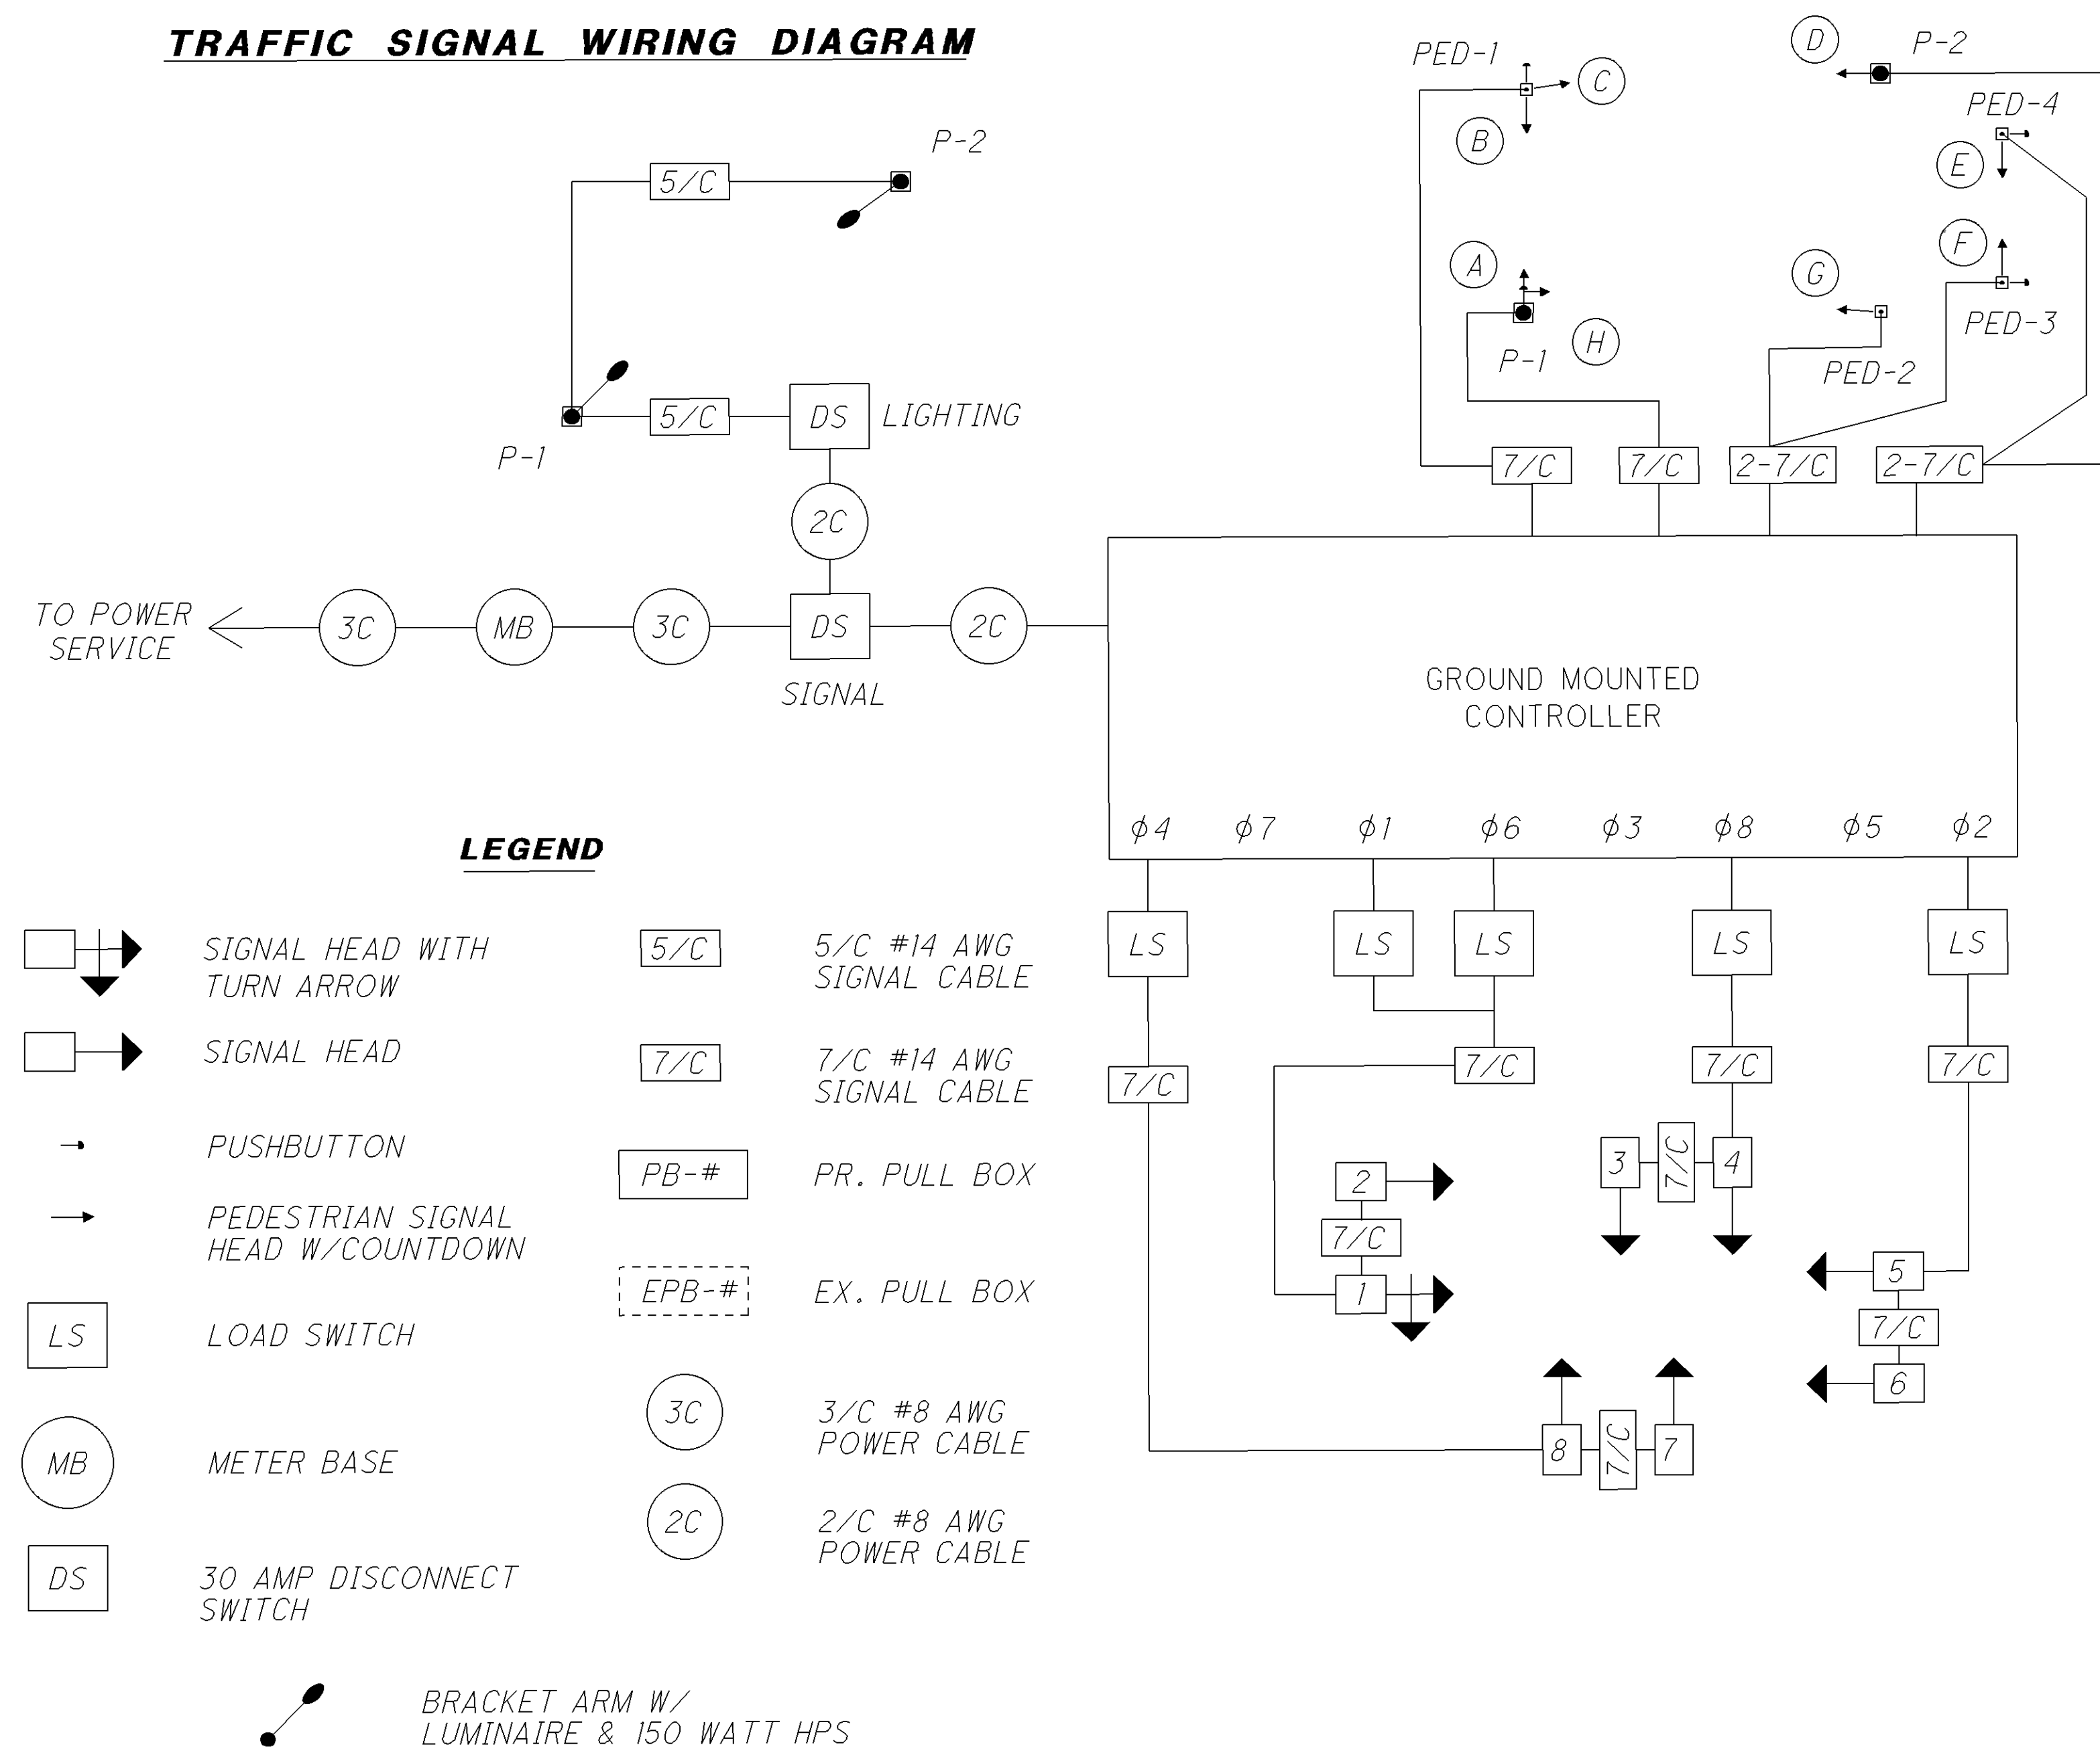 TRAFFIC SIGNAL WIRING DIAGRAM
P-2
5/C
P-1
5/C
DS
LIGHTING
2C
TO POWER
SERVICE
3C
MB
3C
DS
2C
SIGNAL
PED-1
C
B
D
P-2
PED-4
E
A
H
P-1
G
PED-2
F
PED-3
7/C
7/C
2-7/C
2-7/C
GROUND MOUNTED
CONTROLLER
ϕ4 ϕ7 ϕ1 ϕ6 ϕ3 ϕ8 ϕ5 ϕ2
LS LS LS LS LS
7/C 7/C 7/C 7/C
2
7/C
1
3 7/C 4
5
7/C
6
8 7/C 7
LEGEND
SIGNAL HEAD WITH
TURN ARROW
SIGNAL HEAD
PUSHBUTTON
PEDESTRIAN SIGNAL
HEAD W/COUNTDOWN
LS
LOAD SWITCH
MB
METER BASE
DS
30 AMP DISCONNECT
SWITCH
5/C
5/C #14 AWG
SIGNAL CABLE
7/C
7/C #14 AWG
SIGNAL CABLE
PB-#
PR. PULL BOX
EPB-#
EX. PULL BOX
3C
3/C #8 AWG
POWER CABLE
2C
2/C #8 AWG
POWER CABLE
BRACKET ARM W/
LUMINAIRE & 150 WATT HPS